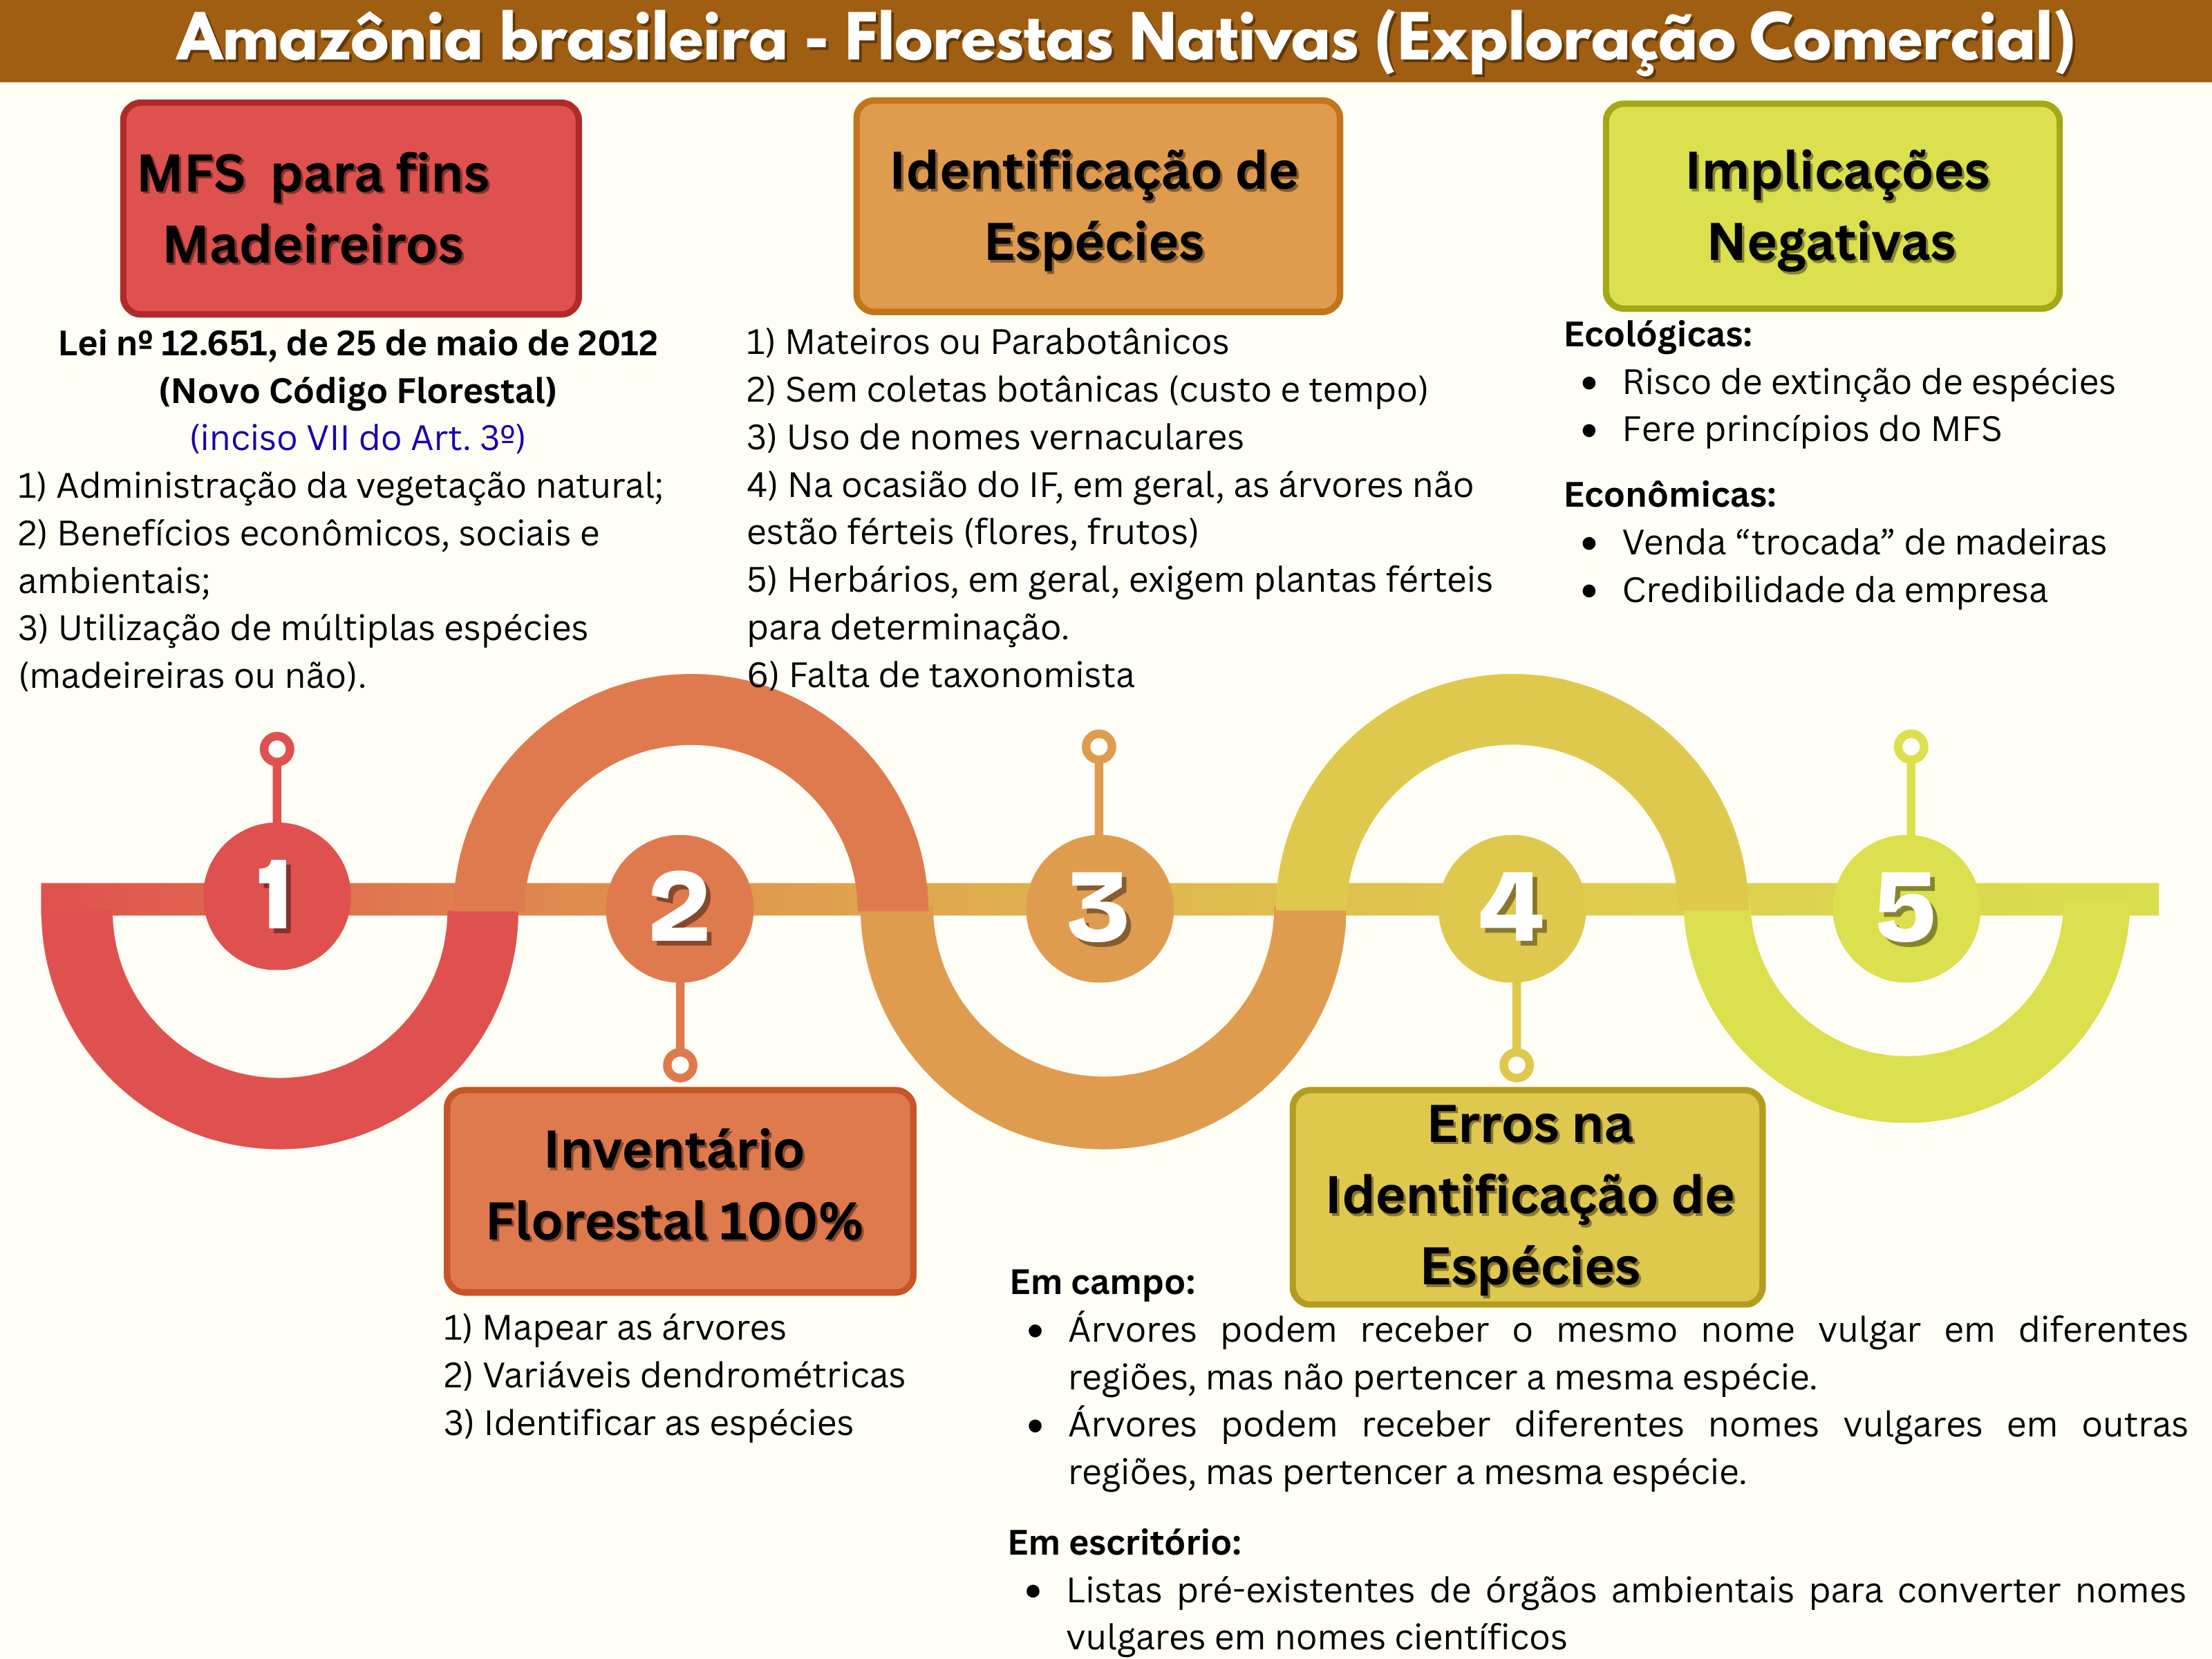 Amazônia brasileira - Florestas Nativas (Exploração Comercial)
MFS para fins
Madeireiros
Lei nº 12.651, de 25 de maio de 2012
(Novo Código Florestal)
(inciso VII do Art. 3º)
1) Administração da vegetação natural;
2) Benefícios econômicos, sociais e
ambientais;
3) Utilização de múltiplas espécies
(madeireiras ou não).
Identificação de
Espécies
1) Mateiros ou Parabotânicos
2) Sem coletas botânicas (custo e tempo)
3) Uso de nomes vernaculares
4) Na ocasião do IF, em geral, as árvores não
estão férteis (flores, frutos)
5) Herbários, em geral, exigem plantas férteis
para determinação.
6) Falta de taxonomista
Implicações
Negativas
Ecológicas:
• Risco de extinção de espécies
• Fere princípios do MFS
Econômicas:
• Venda “trocada” de madeiras
• Credibilidade da empresa
1
2
3
4
5
Inventário
Florestal 100%
1) Mapear as árvores
2) Variáveis dendrométricas
3) Identificar as espécies
Erros na
Identificação de
Espécies
Em campo:
• Árvores podem receber o mesmo nome vulgar em diferentes
regiões, mas não pertencer a mesma espécie.
• Árvores podem receber diferentes nomes vulgares em outras
regiões, mas pertencer a mesma espécie.
Em escritório:
• Listas pré-existentes de órgãos ambientais para converter nomes
vulgares em nomes científicos